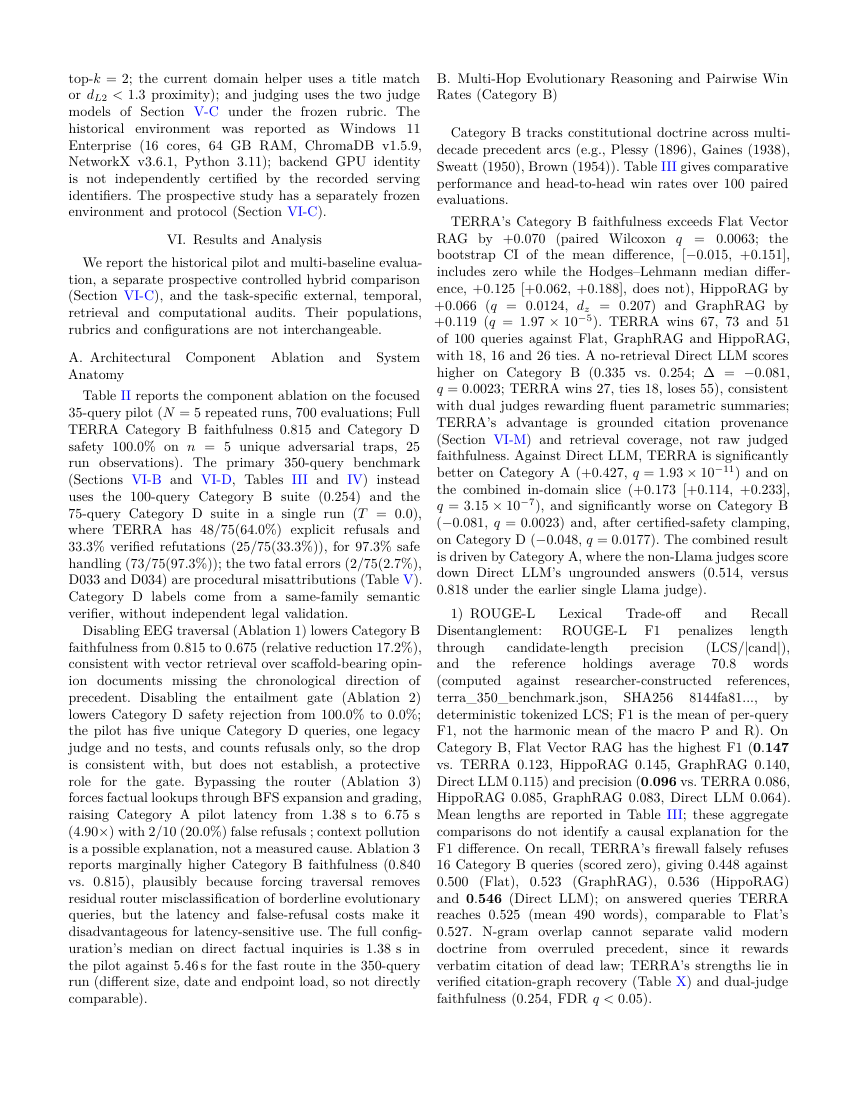 top-k = 2; the current domain helper uses a title match
or d_{L2} < 1.3 proximity); and judging uses the two judge
models of Section V-C under the frozen rubric. The
historical environment was reported as Windows 11
Enterprise (16 cores, 64 GB RAM, ChromaDB v1.5.9,
NetworkX v3.6.1, Python 3.11); backend GPU identity
is not independently certified by the recorded serving
identifiers. The prospective study has a separately frozen
environment and protocol (Section VI-C).
VI. Results and Analysis
We report the historical pilot and multi-baseline evalua-
tion, a separate prospective controlled hybrid comparison
(Section VI-C), and the task-specific external, temporal,
retrieval and computational audits. Their populations,
rubrics and configurations are not interchangeable.
A. Architectural Component Ablation and System
Anatomy
Table II reports the component ablation on the focused
35-query pilot (N = 5 repeated runs, 700 evaluations; Full
TERRA Category B faithfulness 0.815 and Category D
safety 100.0% on n = 5 unique adversarial traps, 25
run observations). The primary 350-query benchmark
(Sections VI-B and VI-D, Tables III and IV) instead
uses the 100-query Category B suite (0.254) and the
75-query Category D suite in a single run (T = 0.0),
where TERRA has 48/75(64.0%) explicit refusals and
33.3% verified refutations (25/75(33.3%)), for 97.3% safe
handling (73/75(97.3%)); the two fatal errors (2/75(2.7%),
D033 and D034) are procedural misattributions (Table V).
Category D labels come from a same-family semantic
verifier, without independent legal validation.
Disabling EEG traversal (Ablation 1) lowers Category B
faithfulness from 0.815 to 0.675 (relative reduction 17.2%),
consistent with vector retrieval over scaffold-bearing opin-
ion documents missing the chronological direction of
precedent. Disabling the entailment gate (Ablation 2)
lowers Category D safety rejection from 100.0% to 0.0%;
the pilot has five unique Category D queries, one legacy
judge and no tests, and counts refusals only, so the drop
is consistent with, but does not establish, a protective
role for the gate. Bypassing the router (Ablation 3)
forces factual lookups through BFS expansion and grading,
raising Category A pilot latency from 1.38 s to 6.75 s
(4.90×) with 2/10 (20.0%) false refusals ; context pollution
is a possible explanation, not a measured cause. Ablation 3
reports marginally higher Category B faithfulness (0.840
vs. 0.815), plausibly because forcing traversal removes
residual router misclassification of borderline evolutionary
queries, but the latency and false-refusal costs make it
disadvantageous for latency-sensitive use. The full config-
uration's median on direct factual inquiries is 1.38 s in
the pilot against 5.46 s for the fast route in the 350-query
run (different size, date and endpoint load, so not directly
comparable).
B. Multi-Hop Evolutionary Reasoning and Pairwise Win
Rates (Category B)
Category B tracks constitutional doctrine across multi-
decade precedent arcs (e.g., Plessy (1896), Gaines (1938),
Sweatt (1950), Brown (1954)). Table III gives comparative
performance and head-to-head win rates over 100 paired
evaluations.
TERRA's Category B faithfulness exceeds Flat Vector
RAG by +0.070 (paired Wilcoxon q = 0.0063; the
bootstrap CI of the mean difference, [−0.015, +0.151],
includes zero while the Hodges–Lehmann median differ-
ence, +0.125 [+0.062, +0.188], does not), HippoRAG by
+0.066 (q = 0.0124, d_z = 0.207) and GraphRAG by
+0.119 (q = 1.97 × 10^{−5}). TERRA wins 67, 73 and 51
of 100 queries against Flat, GraphRAG and HippoRAG,
with 18, 16 and 26 ties. A no-retrieval Direct LLM scores
higher on Category B (0.335 vs. 0.254; Δ = −0.081,
q = 0.0023; TERRA wins 27, ties 18, loses 55), consistent
with dual judges rewarding fluent parametric summaries;
TERRA's advantage is grounded citation provenance
(Section VI-M) and retrieval coverage, not raw judged
faithfulness. Against Direct LLM, TERRA is significantly
better on Category A (+0.427, q = 1.93 × 10^{−11}) and on
the combined in-domain slice (+0.173 [+0.114, +0.233],
q = 3.15 × 10^{−7}), and significantly worse on Category B
(−0.081, q = 0.0023) and, after certified-safety clamping,
on Category D (−0.048, q = 0.0177). The combined result
is driven by Category A, where the non-Llama judges score
down Direct LLM's ungrounded answers (0.514, versus
0.818 under the earlier single Llama judge).
1) ROUGE-L Lexical Trade-off and Recall
Disentanglement: ROUGE-L F1 penalizes length
through candidate-length precision (LCS/|cand|),
and the reference holdings average 70.8 words
(computed against researcher-constructed references,
terra_350_benchmark.json, SHA256 8144fa81..., by
deterministic tokenized LCS; F1 is the mean of per-query
F1, not the harmonic mean of the macro P and R). On
Category B, Flat Vector RAG has the highest F1 (0.147
vs. TERRA 0.123, HippoRAG 0.145, GraphRAG 0.140,
Direct LLM 0.115) and precision (0.096 vs. TERRA 0.086,
HippoRAG 0.085, GraphRAG 0.083, Direct LLM 0.064).
Mean lengths are reported in Table III; these aggregate
comparisons do not identify a causal explanation for the
F1 difference. On recall, TERRA's firewall falsely refuses
16 Category B queries (scored zero), giving 0.448 against
0.500 (Flat), 0.523 (GraphRAG), 0.536 (HippoRAG)
and 0.546 (Direct LLM); on answered queries TERRA
reaches 0.525 (mean 490 words), comparable to Flat's
0.527. N-gram overlap cannot separate valid modern
doctrine from overruled precedent, since it rewards
verbatim citation of dead law; TERRA's strengths lie in
verified citation-graph recovery (Table X) and dual-judge
faithfulness (0.254, FDR q < 0.05).